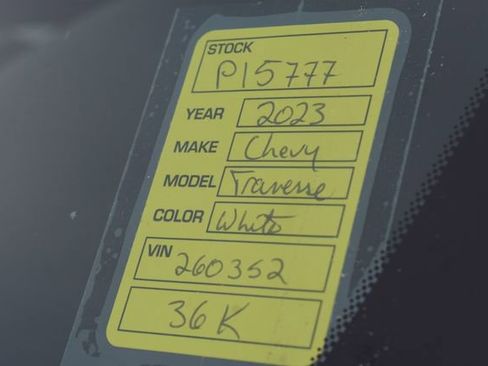 STOCK
P15777
YEAR 2023
MAKE Chevy
MODEL Traverse
COLOR White
VIN 260352
36K